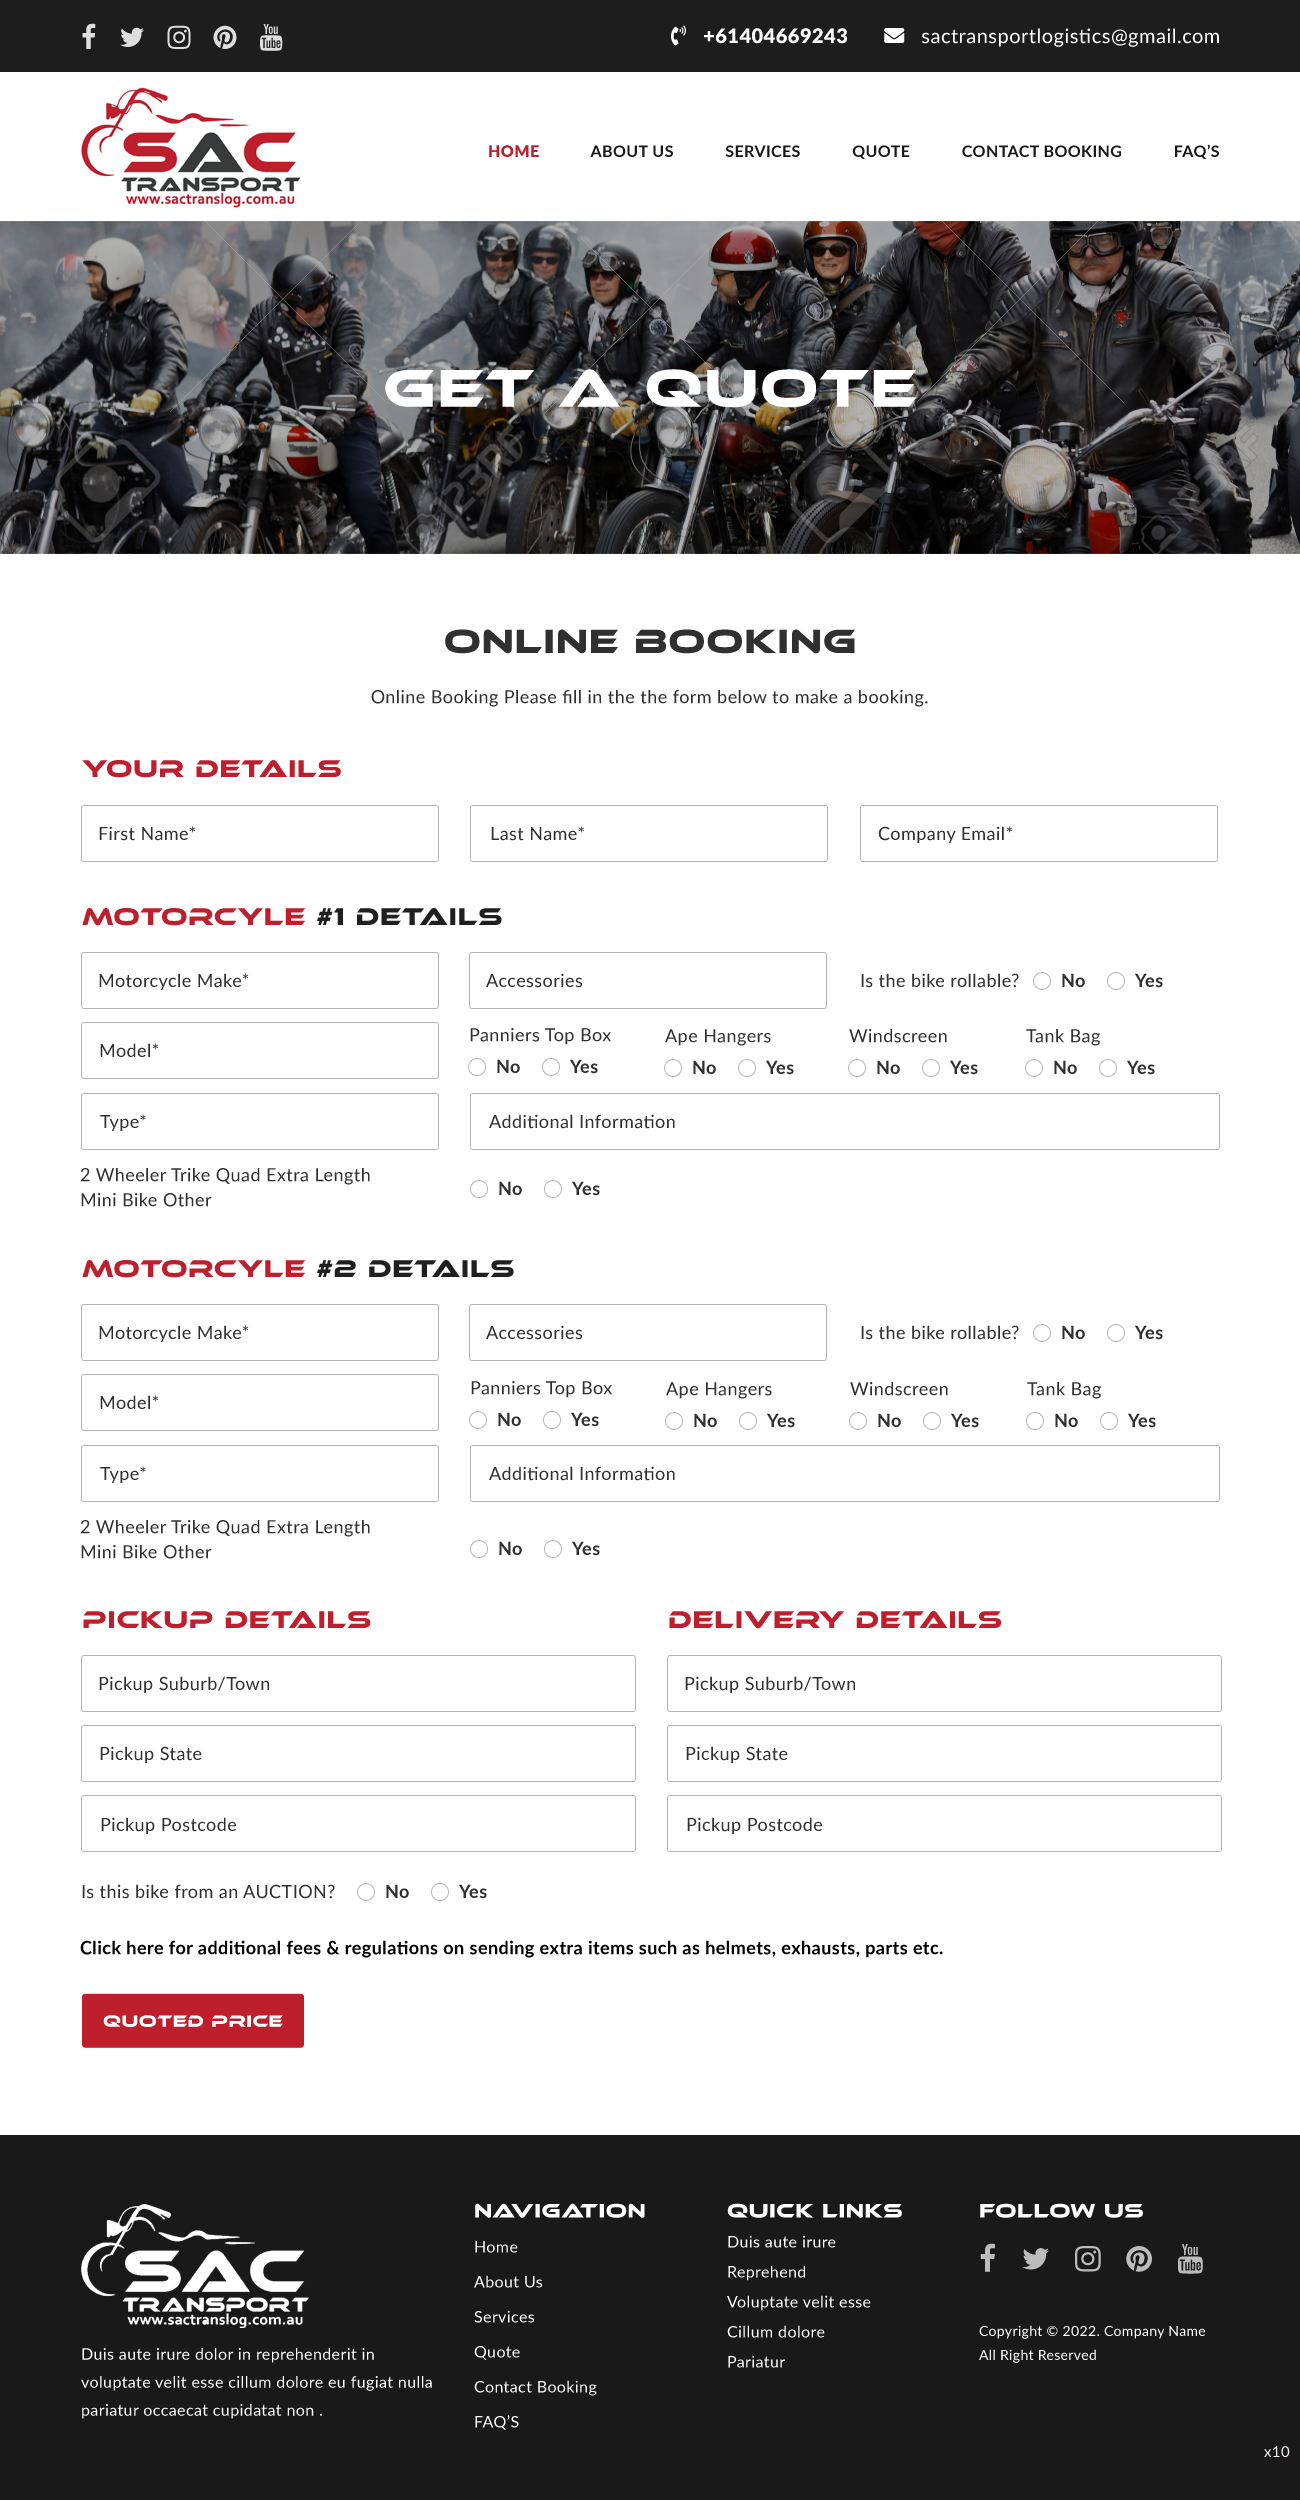 You
Tube
+61404669243
sactransportlogistics@gmail.com
SAC
TRANSPORT
www.sactranslog.com.au
HOME
ABOUT US
SERVICES
QUOTE
CONTACT BOOKING
FAQ'S
GET A QUOTE
ONLINE BOOKING
Online Booking Please fill in the the form below to make a booking.
YOUR DETAILS
First Name*
Last Name*
Company Email*
MOTORCYLE #1 DETAILS
Motorcycle Make*
Accessories
Is the bike rollable? No Yes
Model*
Panniers Top Box
Ape Hangers
Windscreen
Tank Bag
No Yes
No Yes
No Yes
No Yes
Type*
Additional Information
2 Wheeler Trike Quad Extra Length
Mini Bike Other
No Yes
MOTORCYLE #2 DETAILS
Motorcycle Make*
Accessories
Is the bike rollable? No Yes
Model*
Panniers Top Box
Ape Hangers
Windscreen
Tank Bag
No Yes
No Yes
No Yes
No Yes
Type*
Additional Information
2 Wheeler Trike Quad Extra Length
Mini Bike Other
No Yes
PICKUP DETAILS
Pickup Suburb/Town
Pickup State
Pickup Postcode
DELIVERY DETAILS
Pickup Suburb/Town
Pickup State
Pickup Postcode
Is this bike from an AUCTION? No Yes
Click here for additional fees & regulations on sending extra items such as helmets, exhausts, parts etc.
QUOTED PRICE
SAC
TRANSPORT
www.sactranslog.com.au
Duis aute irure dolor in reprehenderit in
voluptate velit esse cillum dolore eu fugiat nulla
pariatur occaecat cupidatat non .
NAVIGATION
Home
About Us
Services
Quote
Contact Booking
FAQ'S
QUICK LINKS
Duis aute irure
Reprehend
Voluptate velit esse
Cillum dolore
Pariatur
FOLLOW US
You
Tube
Copyright © 2022. Company Name
All Right Reserved
x10